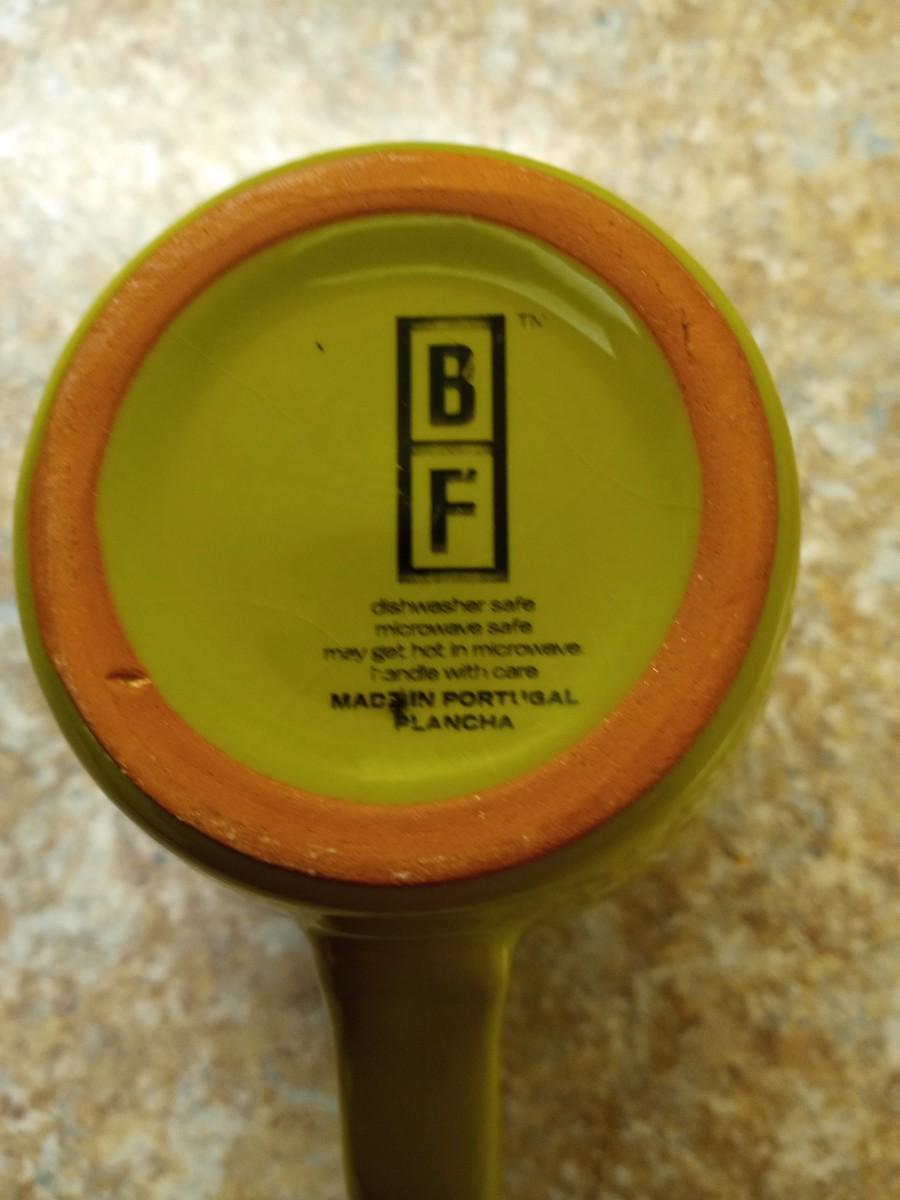 B
TM
F
dishwasher safe
microwave safe
may get hot in microwave
handle with care
MADE IN PORTUGAL
PLANCHA